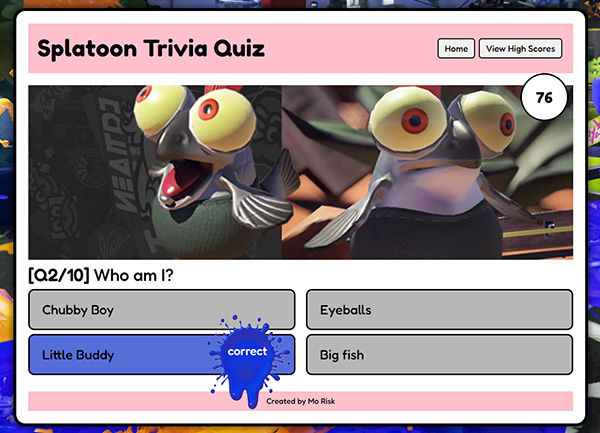 Splatoon Trivia Quiz
Home
View High Scores
76
[Q2/10] Who am I?
Chubby Boy
Eyeballs
Little Buddy
correct
Big fish
Created by Mo Risk